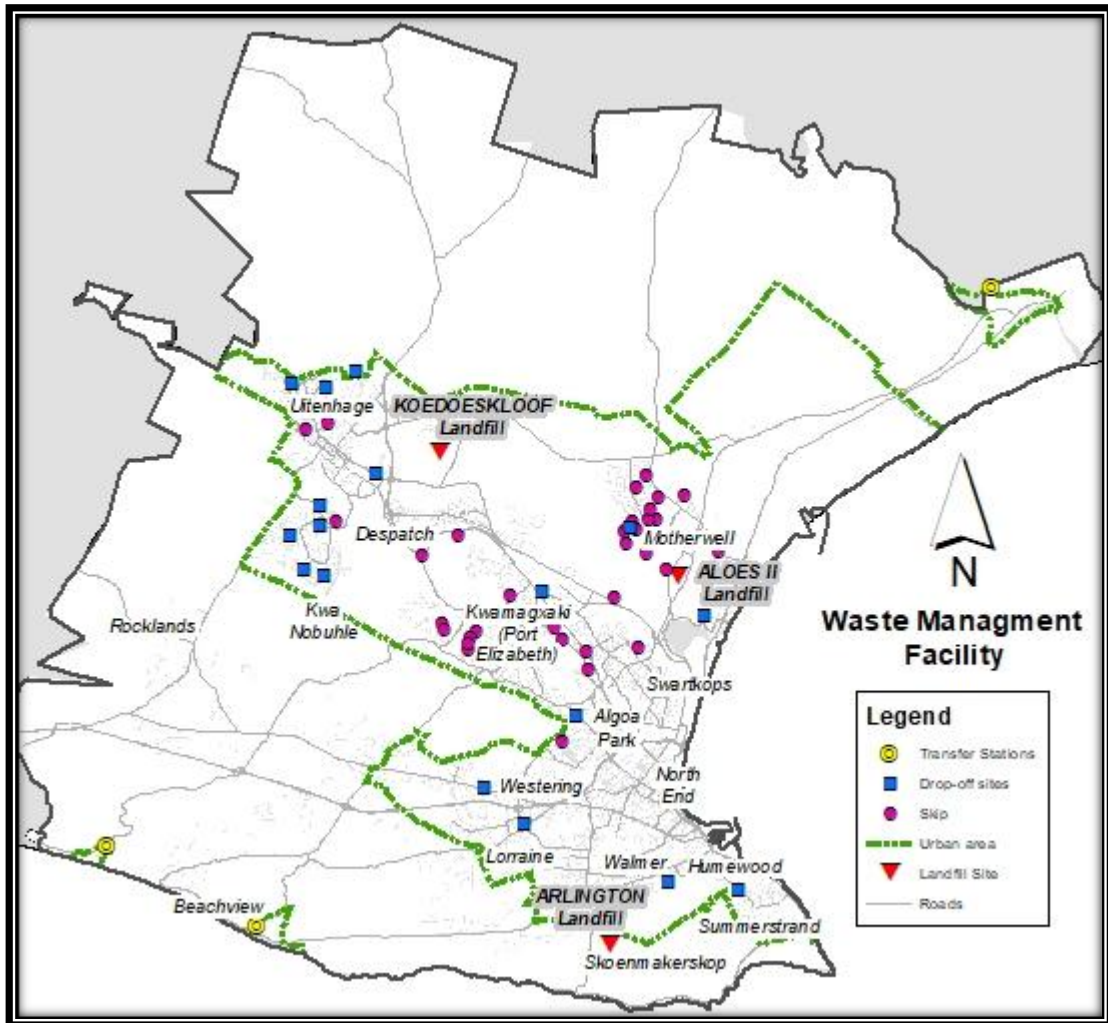 Uitenhage
KOEDOESKLOOF
Landfill
Despatch
Motherwell
ALOES II
Landfill
N
Waste Managment
Facility
Rocklands
Kwa
Nobuhle
Kwamagxaki
(Port
Elizabeth)
Swartkops
Algoa
Park
North
End
Westering
Lorraine
Walmer
Humewood
Beachview
ARLINGTON
Landfill
Summerstrand
Skoenmakerskop
Legend
Transfer Stations
Drop-off sites
Skip
Urban area
Landfill Site
Roads